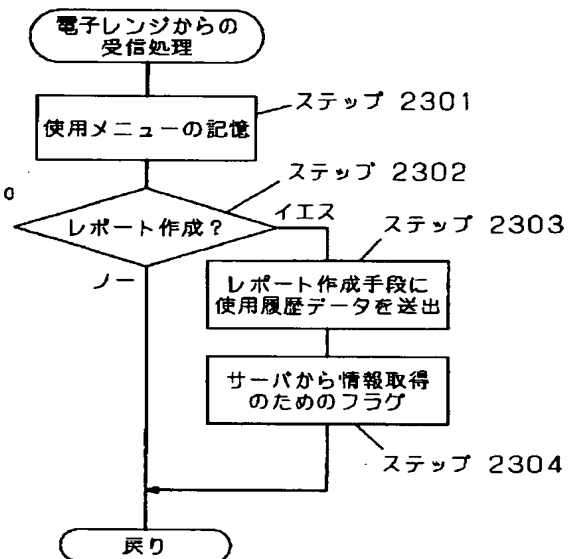 電子レンジからの
受信処理
ステップ 2301
使用メニューの記憶
ステップ 2302
レポート作成？
イエス
ステップ 2303
ノー
レポート作成手段に
使用履歴データを送出
サーバから情報取得
のためのフラグ
ステップ 2304
戻り